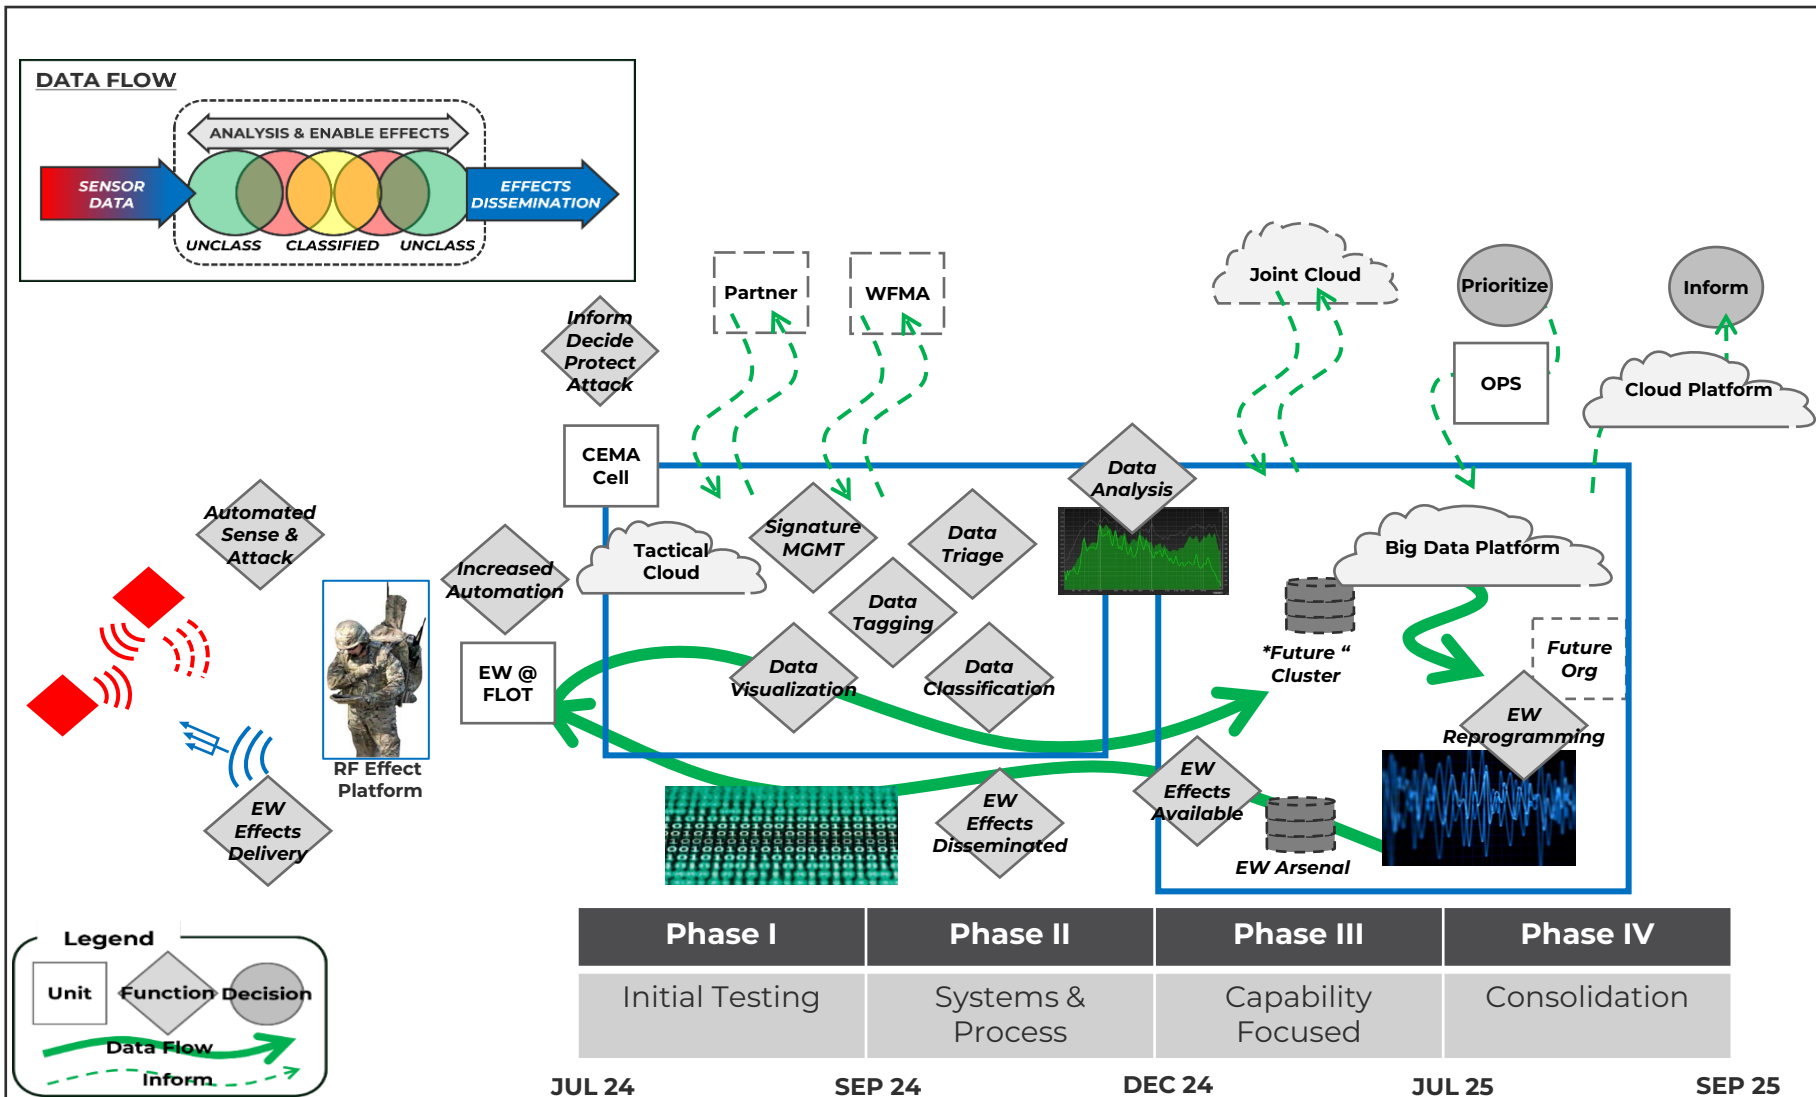 DATA FLOW
ANALYSIS & ENABLE EFFECTS
SENSOR
DATA
EFFECTS
DISSEMINATION
UNCLASS
CLASSIFIED
UNCLASS
Inform
Decide
Protect
Attack
Partner
WFMA
Joint Cloud
Prioritize
Inform
OPS
Cloud Platform
CEMA
Cell
Data
Analysis
Automated
Sense &
Attack
Increased
Automation
Tactical
Cloud
Signature
MGMT
Data
Triage
Data
Tagging
Big Data Platform
*Future “
Cluster
Future
Org
EW @
FLOT
Data
Visualization
Data
Classification
EW
Reprogramming
RF Effect
Platform
EW
Effects
Delivery
EW
Effects
Disseminated
EW
Effects
Available
EW Arsenal
Legend
Unit
Function
Decision
Data Flow
Inform
Phase I
Phase II
Phase III
Phase IV
Initial Testing
Systems &
Process
Capability
Focused
Consolidation
JUL 24
SEP 24
DEC 24
JUL 25
SEP 25